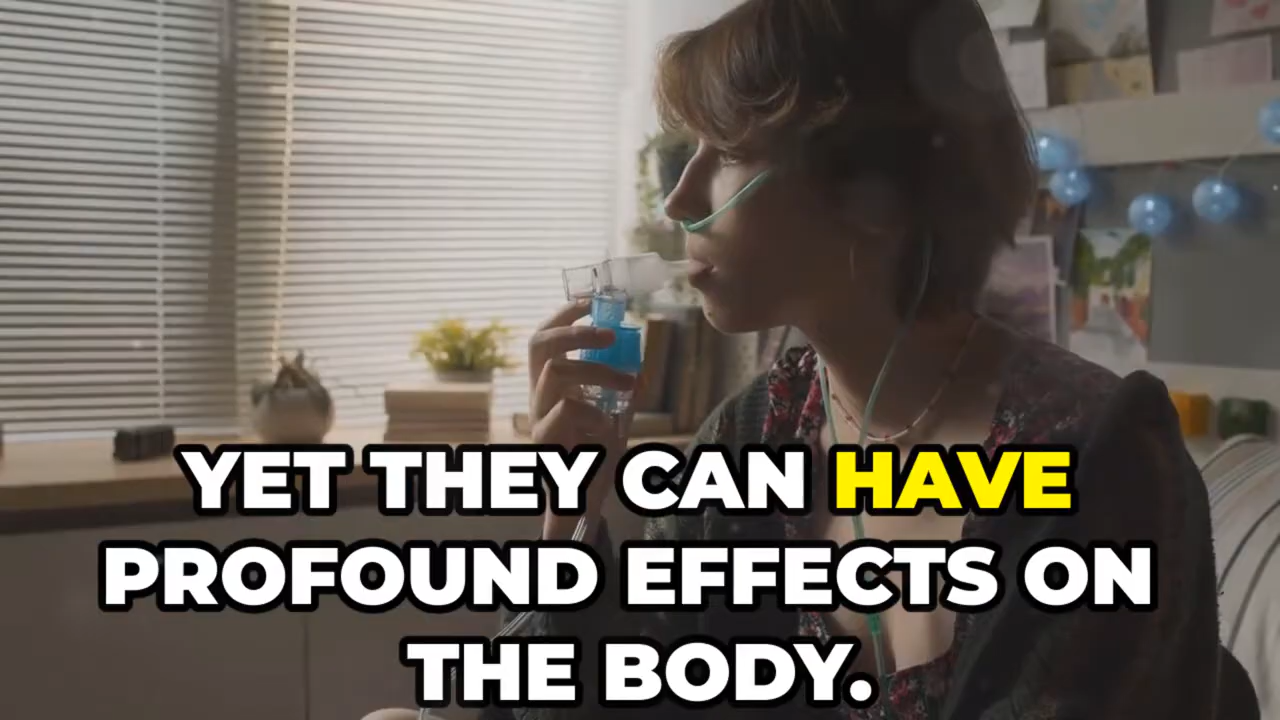 YET THEY CAN HAVE
PROFOUND EFFECTS ON
THE BODY.